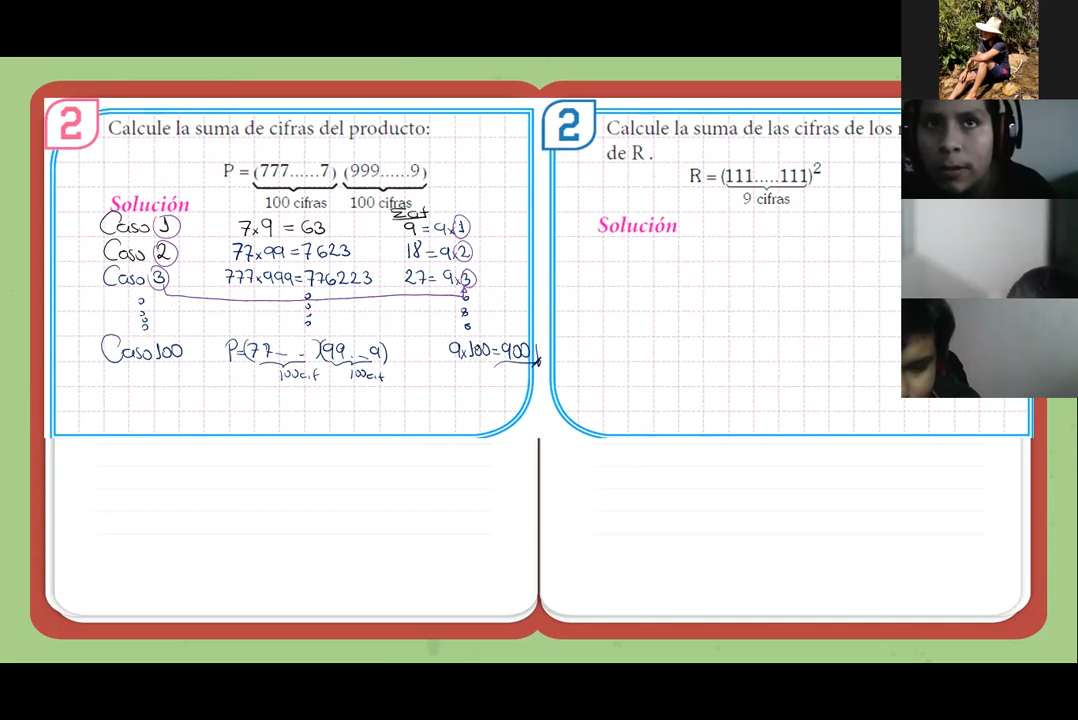 2
Calcule la suma de cifras del producto:
P = (777......7) (999......9)
100 cifras 100 cifras
Solución
Σcif
Caso 1 7x9 = 63 9 = 9x1
Caso 2 77x99 = 7623 18 = 9x2
Caso 3 777x999 = 776223 27 = 9x3
Caso 100 P=(77-- )(99..9) 9x100=900
100cif 100cif
2
Calcule la suma de las cifras de los
de R .
R = (111.....111)²
9 cifras
Solución